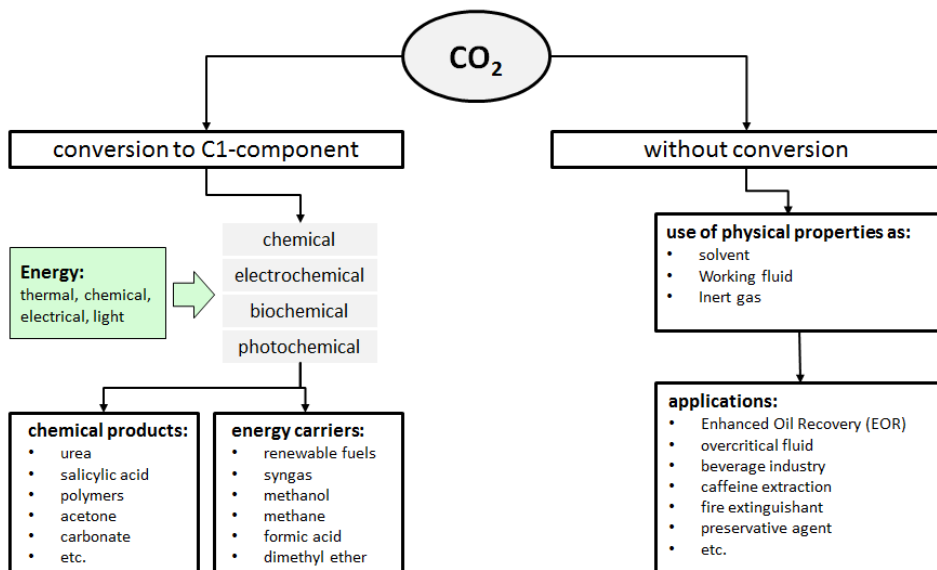 CO₂
conversion to C1-component
without conversion
chemical
electrochemical
biochemical
photochemical
Energy:
thermal, chemical,
electrical, light
chemical products:
• urea
• salicylic acid
• polymers
• acetone
• carbonate
• etc.
energy carriers:
• renewable fuels
• syngas
• methanol
• methane
• formic acid
• dimethyl ether
use of physical properties as:
• solvent
• Working fluid
• Inert gas
applications:
• Enhanced Oil Recovery (EOR)
• overcritical fluid
• beverage industry
• caffeine extraction
• fire extinguishant
• preservative agent
• etc.